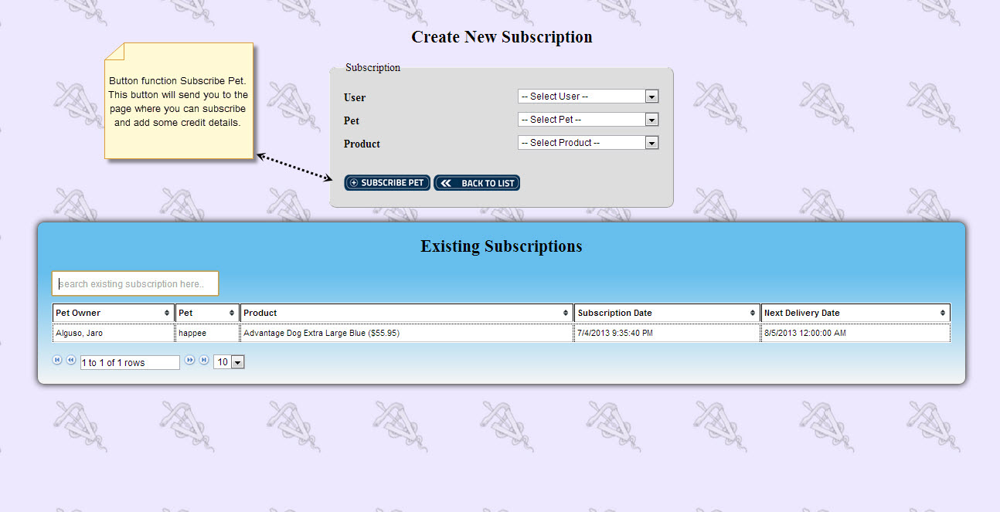 Create New Subscription
Button function Subscribe Pet.
This button will send you to the
page where you can subscribe
and add some credit details.
Subscription
User -- Select User --
Pet -- Select Pet --
Product -- Select Product --
SUBSCRIBE PET BACK TO LIST
Existing Subscriptions
search existing subscription here..
Pet Owner Pet Product Subscription Date Next Delivery Date
Alguso, Jaro happee Advantage Dog Extra Large Blue ($55.95) 7/4/2013 9:35:40 PM 8/5/2013 12:00:00 AM
1 to 1 of 1 rows 10